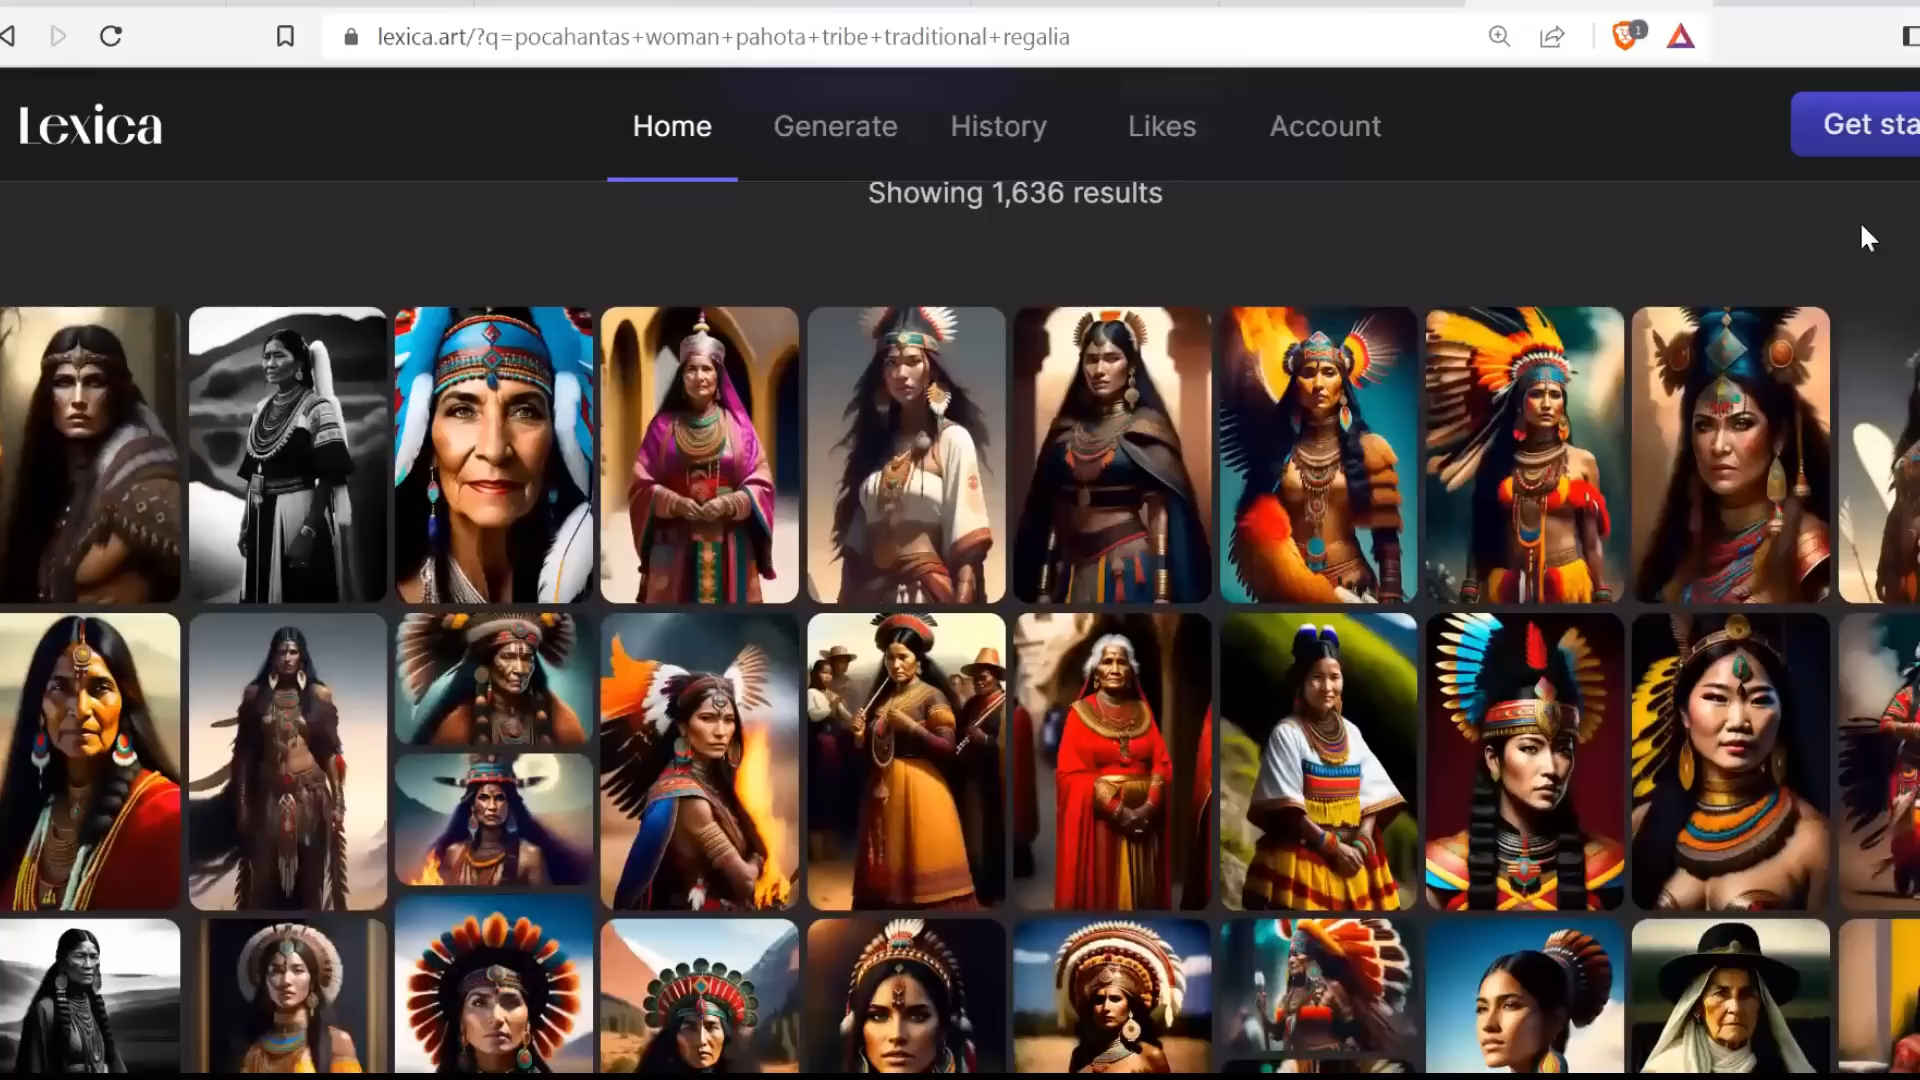 lexica.art/?q=pocahantas+woman+pahota+tribe+traditional+regalia
1
Lexica
Home
Generate
History
Likes
Account
Get sta
Showing 1,636 results